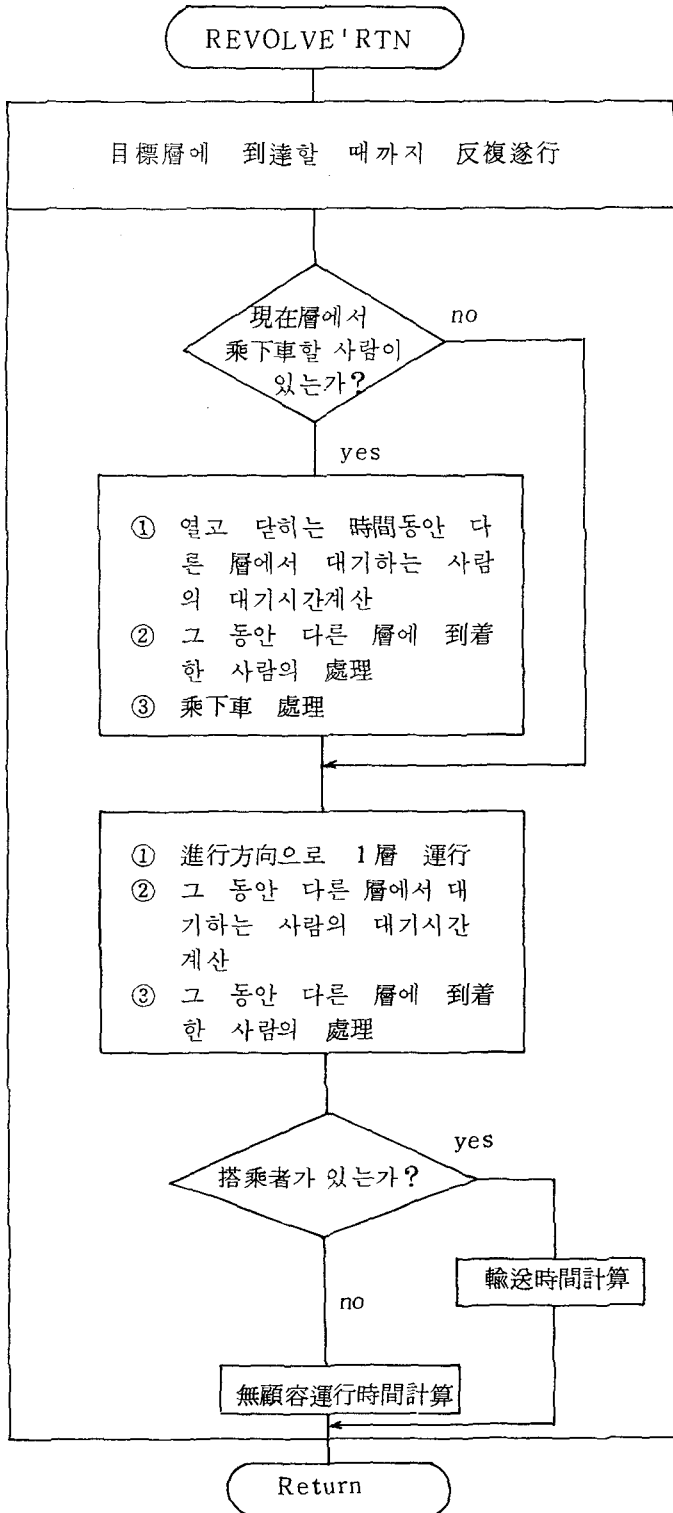 REVOLVE'RTN
目標層에 到達할 때까지 反複遂行
現在層에서
乘下車할 사람이
있는가?
no
yes
① 열고 닫히는 時間동안 다
른 層에서 대기하는 사람
의 대기시간계산
② 그 동안 다른 層에 到着
한 사람의 處理
③ 乘下車 處理
① 進行方向으로 1層 運行
② 그 동안 다른 層에서 대
기하는 사람의 대기시간
계산
③ 그 동안 다른 層에 到着
한 사람의 處理
搭乘者가 있는가?
yes
輸送時間計算
no
無顧容運行時間計算
Return